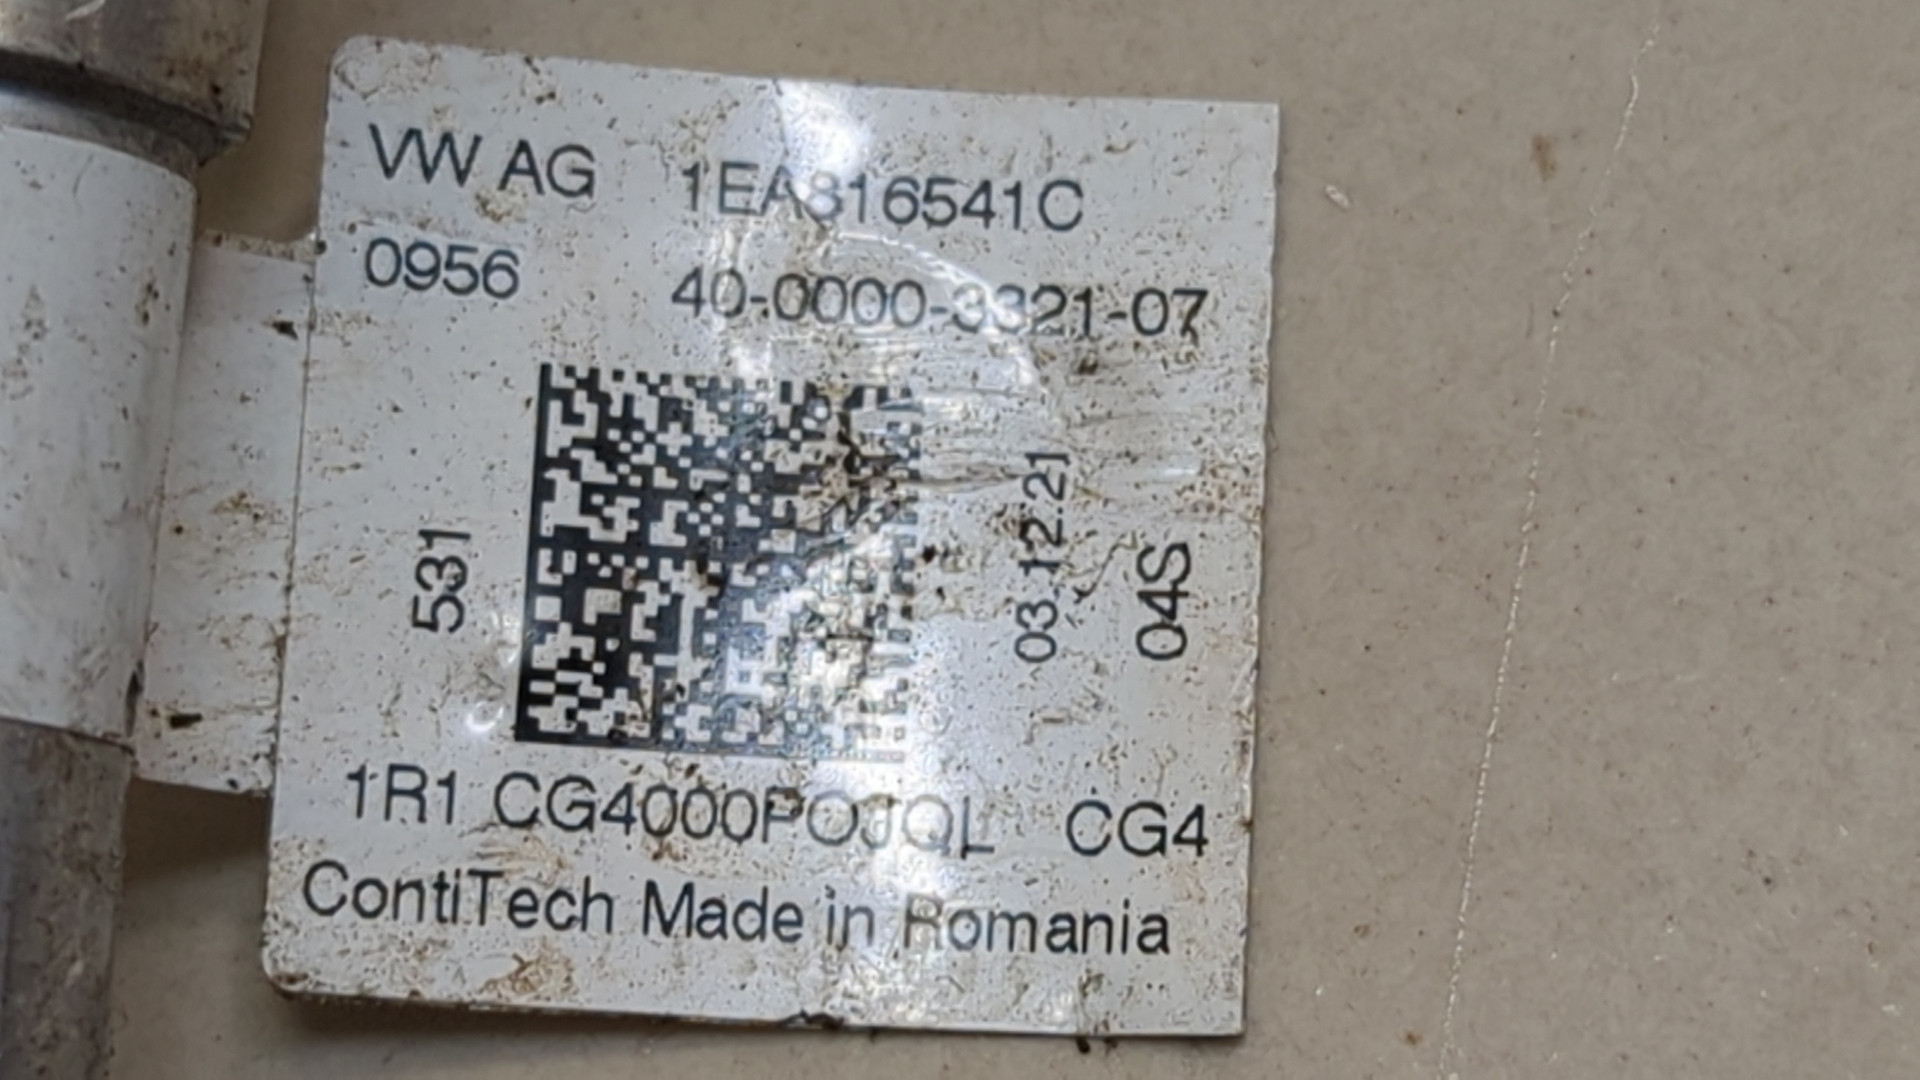 VW AG 1EA816541C
0956 40-0000-3321-07
531
03.12.21
04S
1R1 CG4000POJQL CG4
ContiTech Made in Romania